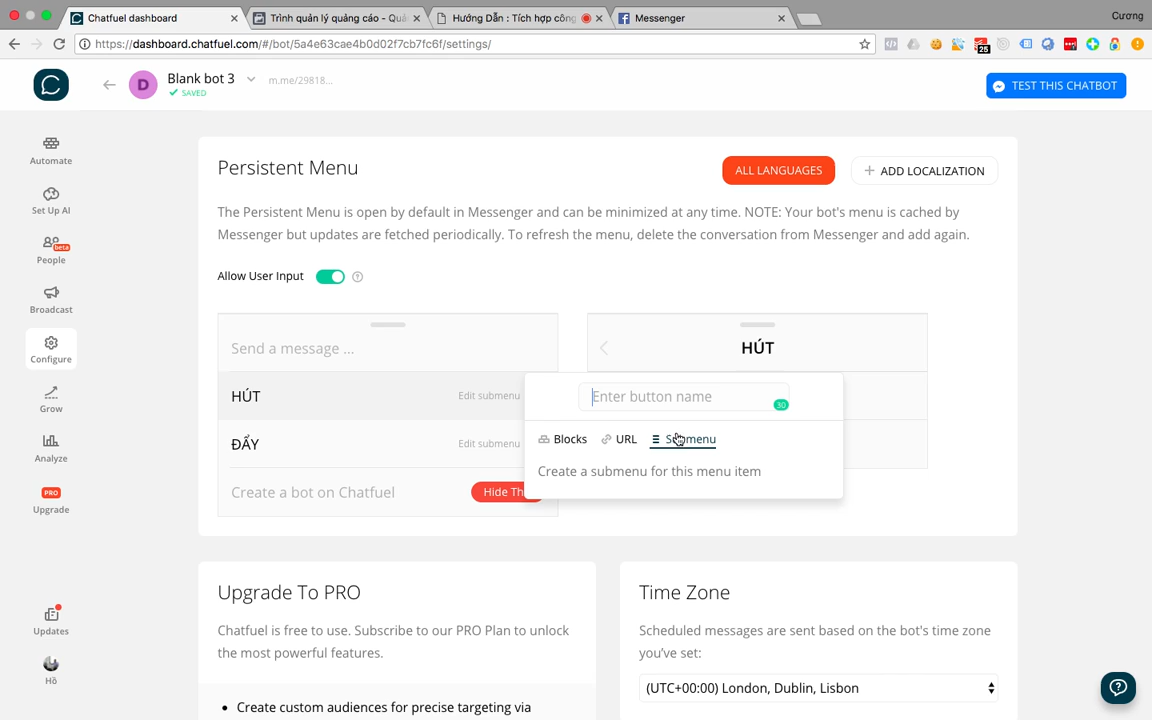 Chatfuel dashboard
Trình quản lý quảng cáo - Quả
Hướng Dẫn : Tích hợp công
Messenger
Cương
https://dashboard.chatfuel.com/#/bot/5a4e63cae4b0d02f7cb7fc6f/settings/
25
D
Blank bot 3
m.me/29818...
SAVED
TEST THIS CHATBOT
Automate
Set Up AI
People
beta
Broadcast
Configure
Grow
Analyze
PRO
Upgrade
Updates
Hồ
Persistent Menu
ALL LANGUAGES
ADD LOCALIZATION
The Persistent Menu is open by default in Messenger and can be minimized at any time. NOTE: Your bot's menu is cached by
Messenger but updates are fetched periodically. To refresh the menu, delete the conversation from Messenger and add again.
Allow User Input
?
Send a message ...
HÚT
HÚT
Edit submenu
ĐẨY
Edit submenu
Create a bot on Chatfuel
Hide Th
Enter button name
30
Blocks
URL
Submenu
Create a submenu for this menu item
Upgrade To PRO
Chatfuel is free to use. Subscribe to our PRO Plan to unlock
the most powerful features.
• Create custom audiences for precise targeting via
Time Zone
Scheduled messages are sent based on the bot's time zone
you've set:
(UTC+00:00) London, Dublin, Lisbon